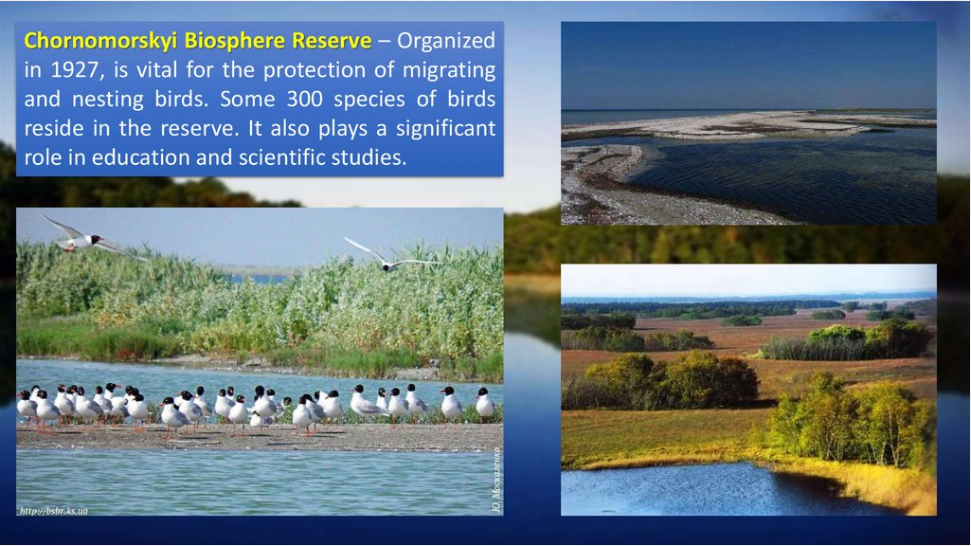 Chornomorskyi Biosphere Reserve – Organized
in 1927, is vital for the protection of migrating
and nesting birds. Some 300 species of birds
reside in the reserve. It also plays a significant
role in education and scientific studies.
http://bsbr.ks.ua
Ю. Москаленко